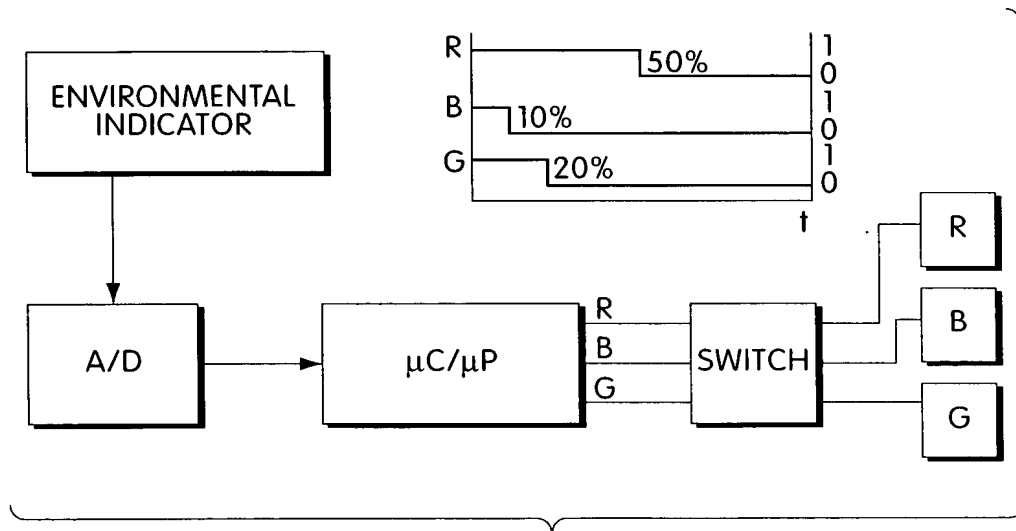 ENVIRONMENTAL
INDICATOR
R
50%
1
0
B
10%
1
0
G
20%
1
0
t
R
A/D
μC/μP
R
B
G
SWITCH
B
G